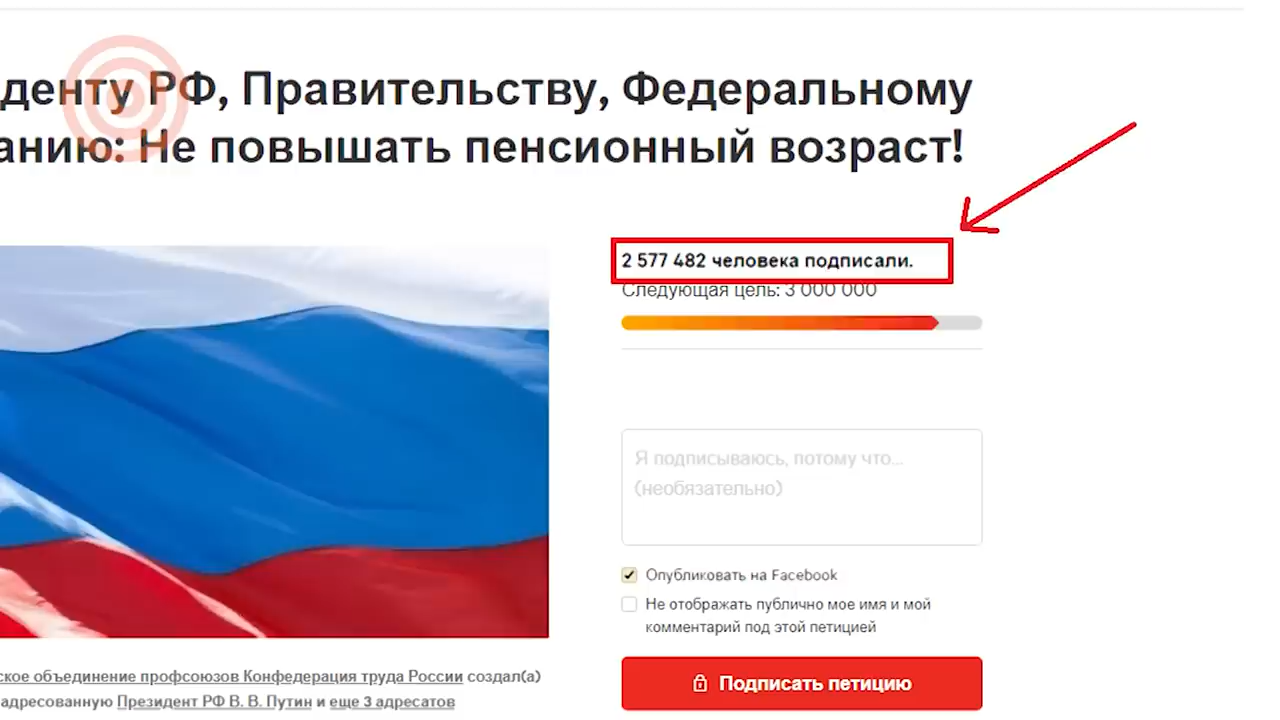 денту РФ, Правительству, Федеральному
анию: Не повышать пенсионный возраст!
2 577 482 человека подписали.
Следующая цель: 3 000 000
Я подписываюсь, потому что...
(необязательно)
Опубликовать на Facebook
Не отображать публично мое имя и мой
комментарий под этой петицией
Подписать петицию
ское объединение профсоюзов Конфедерация труда России создал(а)
адресованную Президент РФ В. В. Путин и еще 3 адресатов